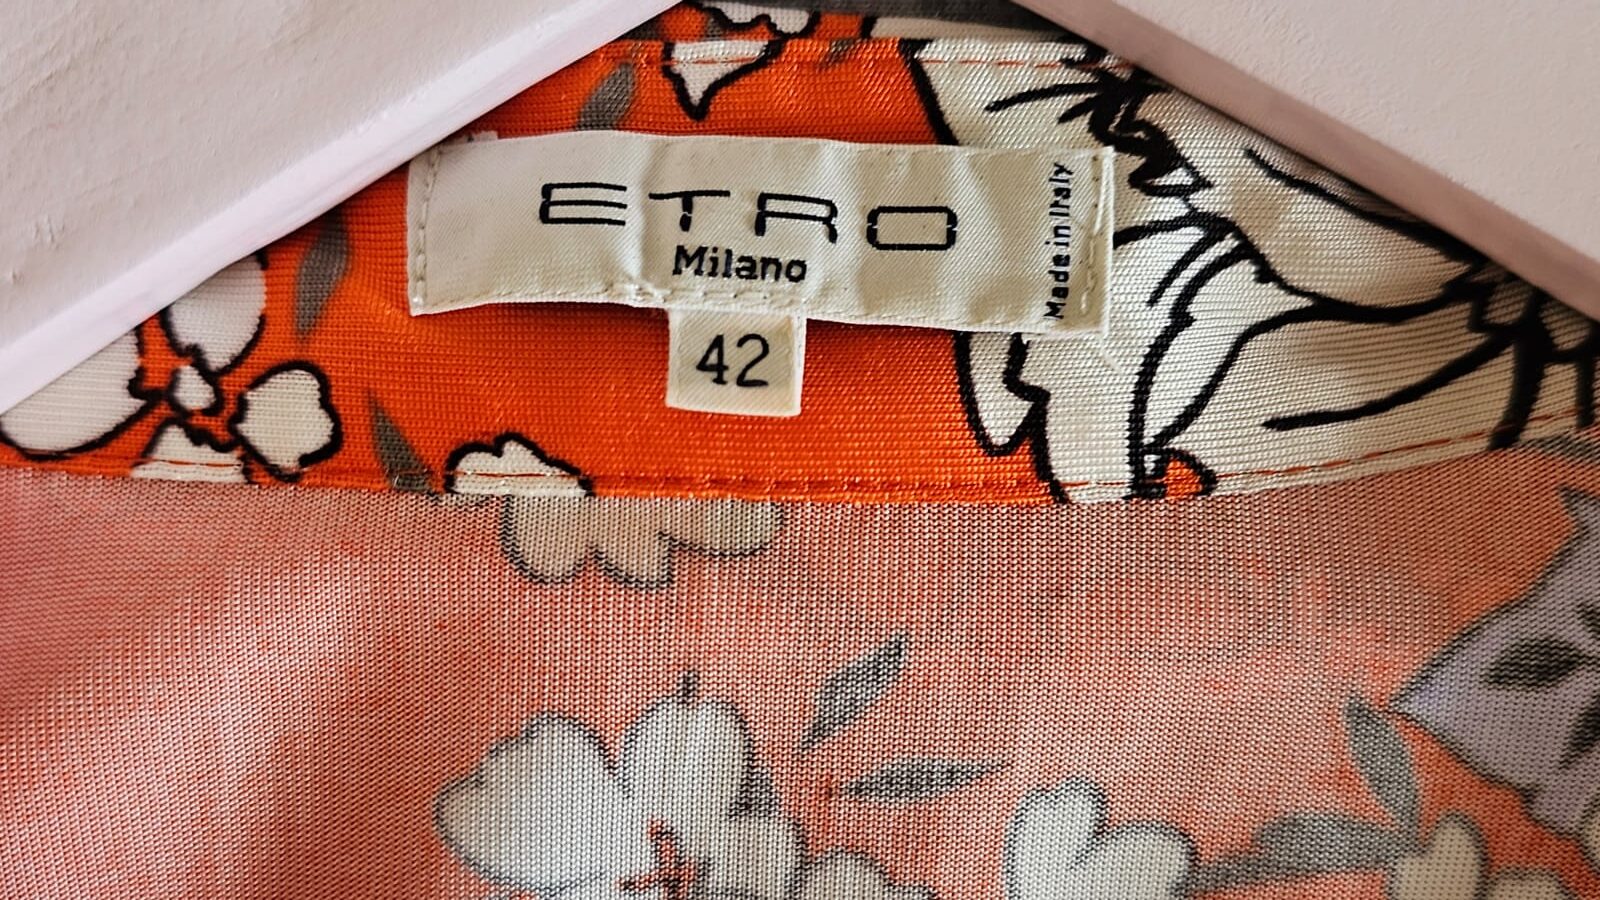 ETRO
Milano
Made in Italy
42